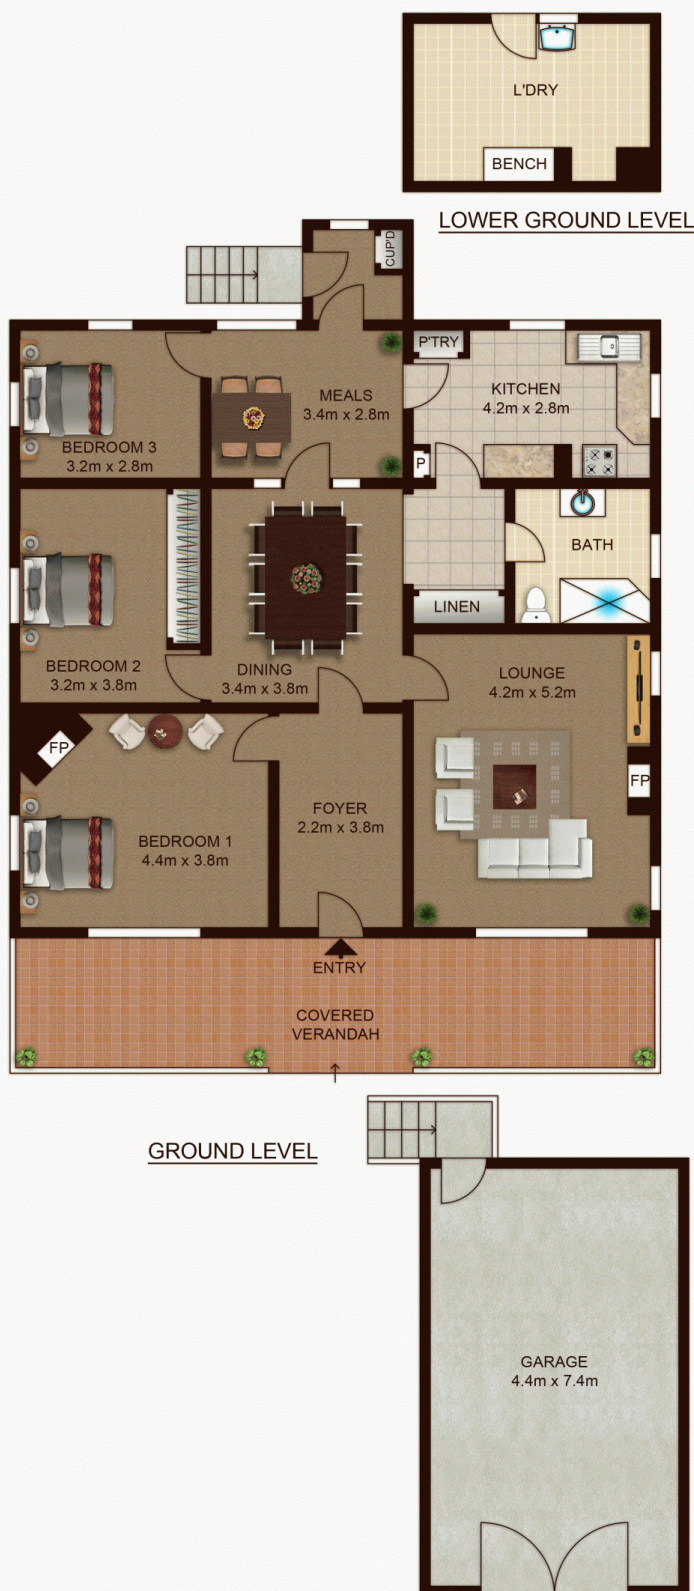 L'DRY
BENCH
LOWER GROUND LEVEL
CUP'D
P'TRY
KITCHEN
4.2m x 2.8m
MEALS
3.4m x 2.8m
BEDROOM 3
3.2m x 2.8m
P
BATH
LINEN
BEDROOM 2
3.2m x 3.8m
DINING
3.4m x 3.8m
LOUNGE
4.2m x 5.2m
FP
FP
FOYER
2.2m x 3.8m
BEDROOM 1
4.4m x 3.8m
ENTRY
COVERED
VERANDAH
GROUND LEVEL
GARAGE
4.4m x 7.4m